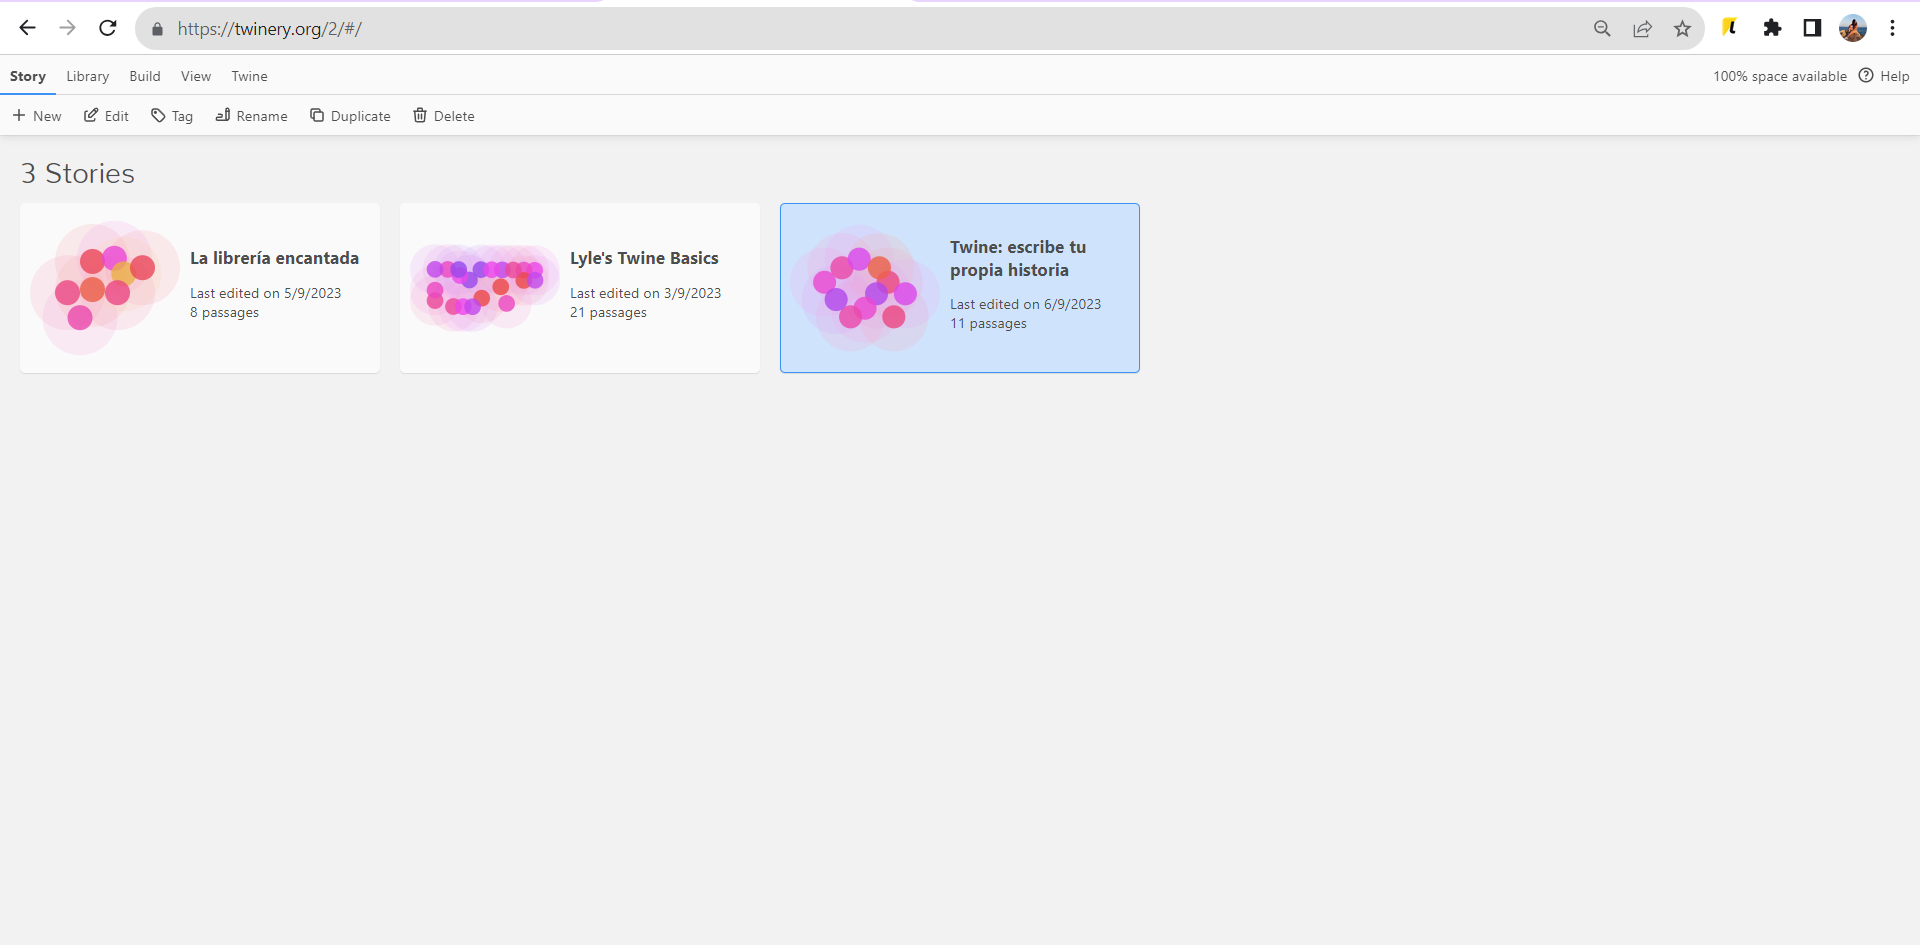 https://twinery.org/2/#/
Story Library Build View Twine 100% space available Help
New Edit Tag Rename Duplicate Delete
3 Stories
La librería encantada
Last edited on 5/9/2023
8 passages
Lyle's Twine Basics
Last edited on 3/9/2023
21 passages
Twine: escribe tu
propia historia
Last edited on 6/9/2023
11 passages